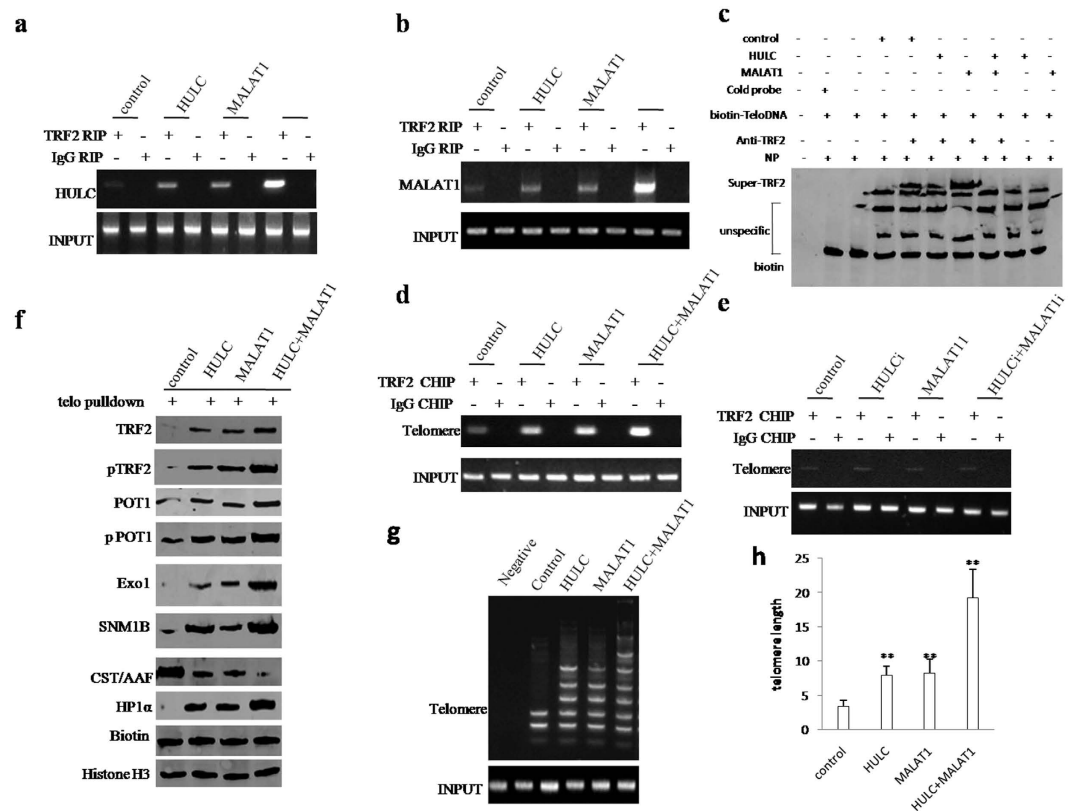 a
control
HULC
MALAT1
TRF2 RIP + - + - + - + -
IgG RIP - + - + - + - +
HULC
INPUT
b
control
HULC
MALAT1
TRF2 RIP + - + - + - + -
IgG RIP - + - + - + - +
MALAT1
INPUT
c
control
HULC
MALAT1
Cold probe
biotin-TeloDNA
Anti-TRF2
NP
Super-TRF2
unspecific
biotin
d
control
HULC
MALAT1
HULC+MALAT1
TRF2 CHIP + - + - + - + -
IgG CHIP - + - + - + - +
Telomere
INPUT
e
control
HULCi
MALAT11
HULCi+MALAT1i
TRF2 CHIP + - + - + - + -
IgG CHIP - + - + - + - +
Telomere
INPUT
f
control
HULC
MALAT1
HULC+MALAT1
telo pulldown + + + +
TRF2
pTRF2
POT1
p POT1
Exo1
SNM1B
CST/AAF
HP1α
Biotin
Histone H3
g
Negative
Control
HULC
MALAT1
HULC+MALAT1
Telomere
INPUT
h
telomere length
25
20
15
10
5
0
**
**
**
control
HULC
MALAT1
HULC+MALAT1